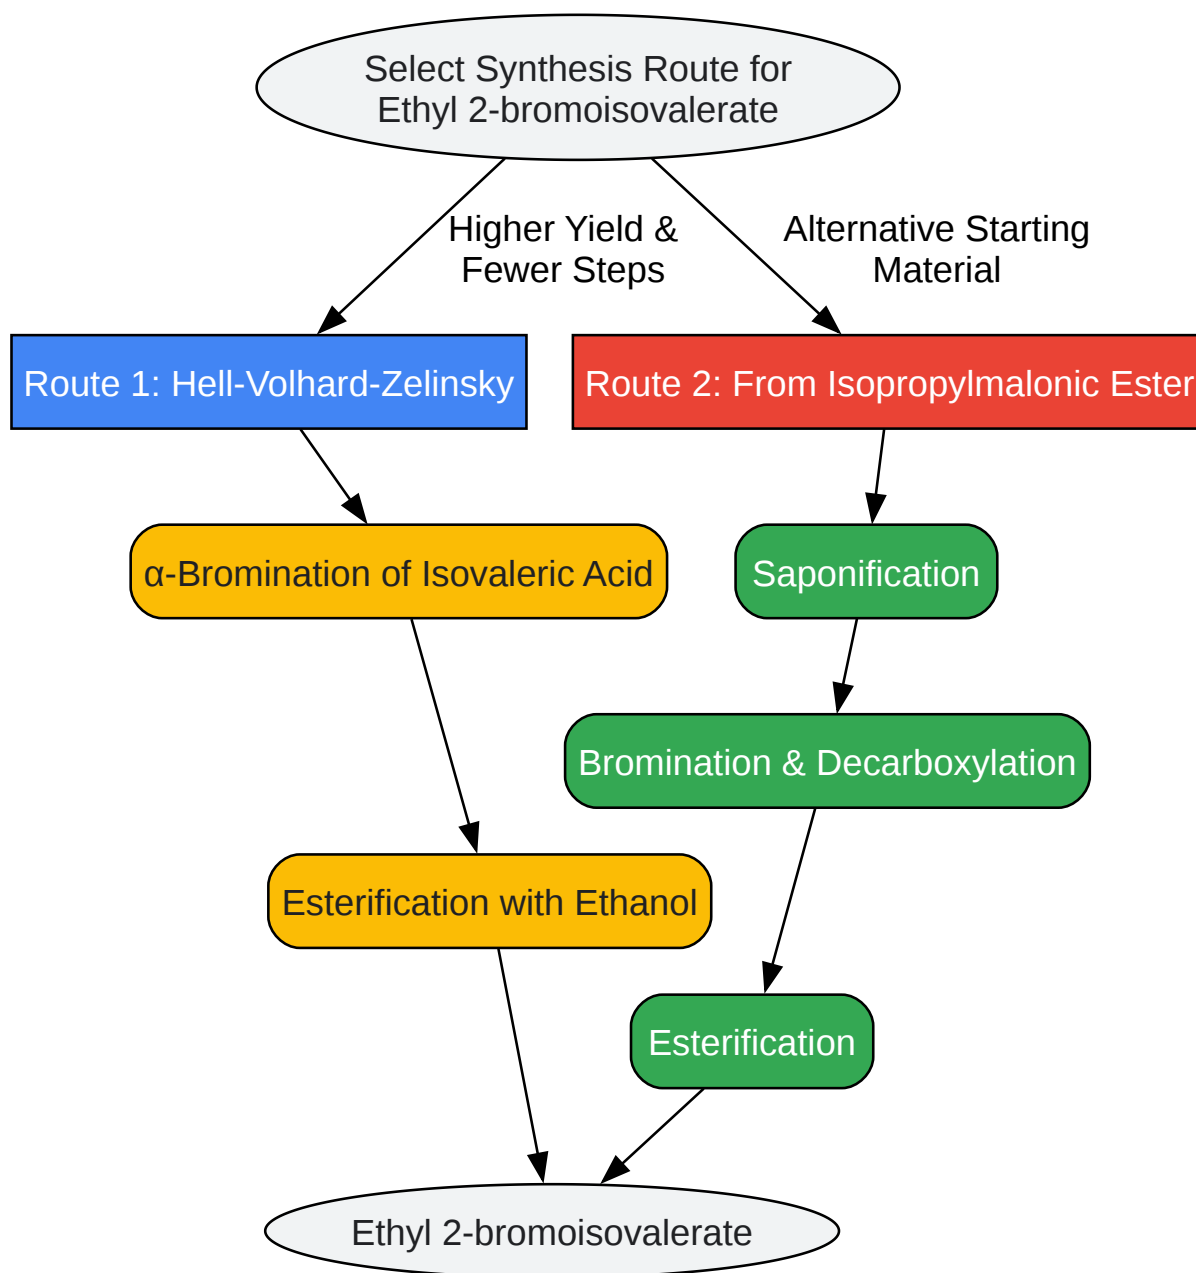 Select Synthesis Route for
Ethyl 2-bromoisovalerate
Higher Yield &
Fewer Steps
Alternative Starting
Material
Route 1: Hell-Volhard-Zelinsky
Route 2: From Isopropylmalonic Ester
α-Bromination of Isovaleric Acid
Saponification
Bromination & Decarboxylation
Esterification with Ethanol
Esterification
Ethyl 2-bromoisovalerate